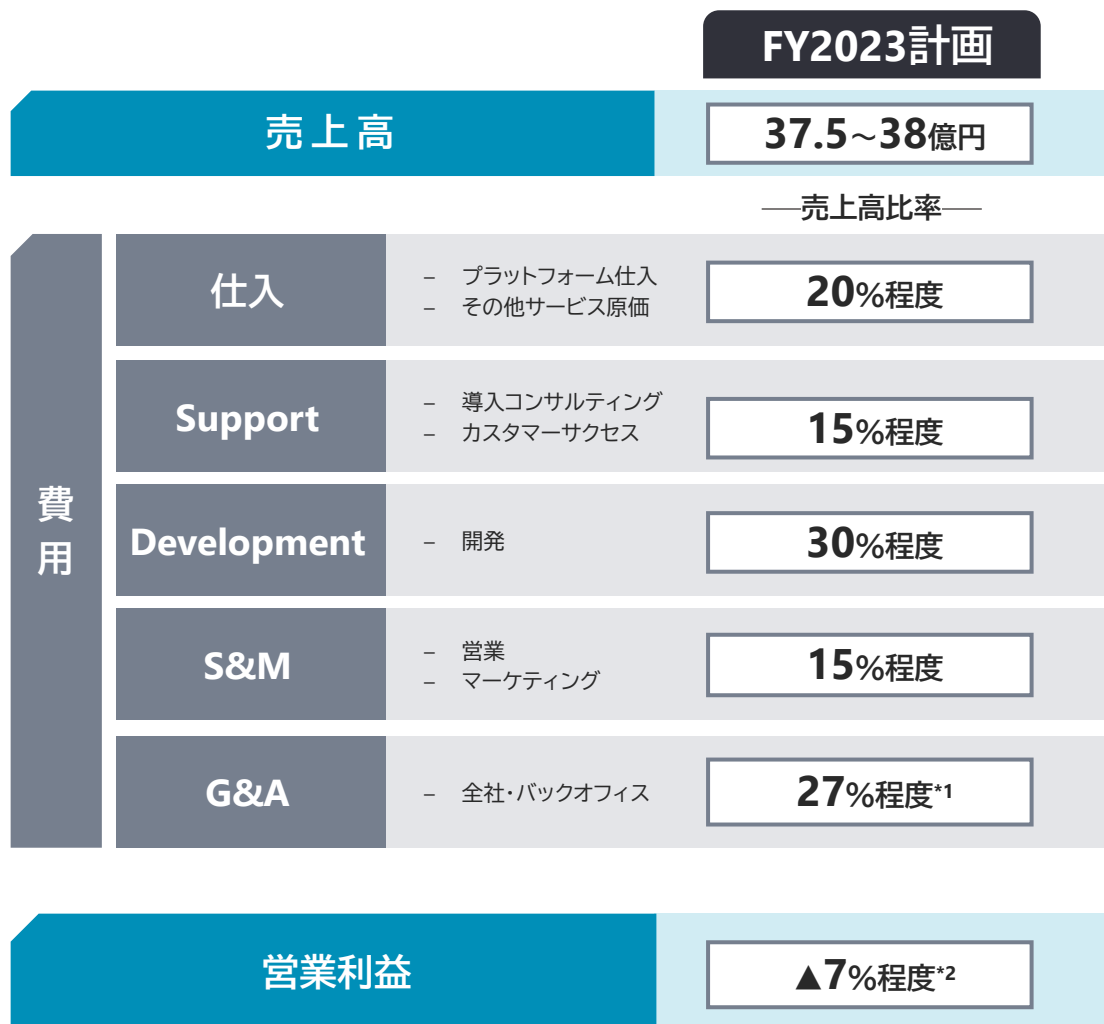 FY2023計画
売上高
37.5~38億円
売上高比率
費用
仕入
– プラットフォーム仕入
– その他サービス原価
20%程度
Support
– 導入コンサルティング
– カスタマーサクセス
15%程度
Development
– 開発
30%程度
S&M
– 営業
– マーケティング
15%程度
G&A
– 全社・バックオフィス
27%程度*1
営業利益
▲7%程度*2